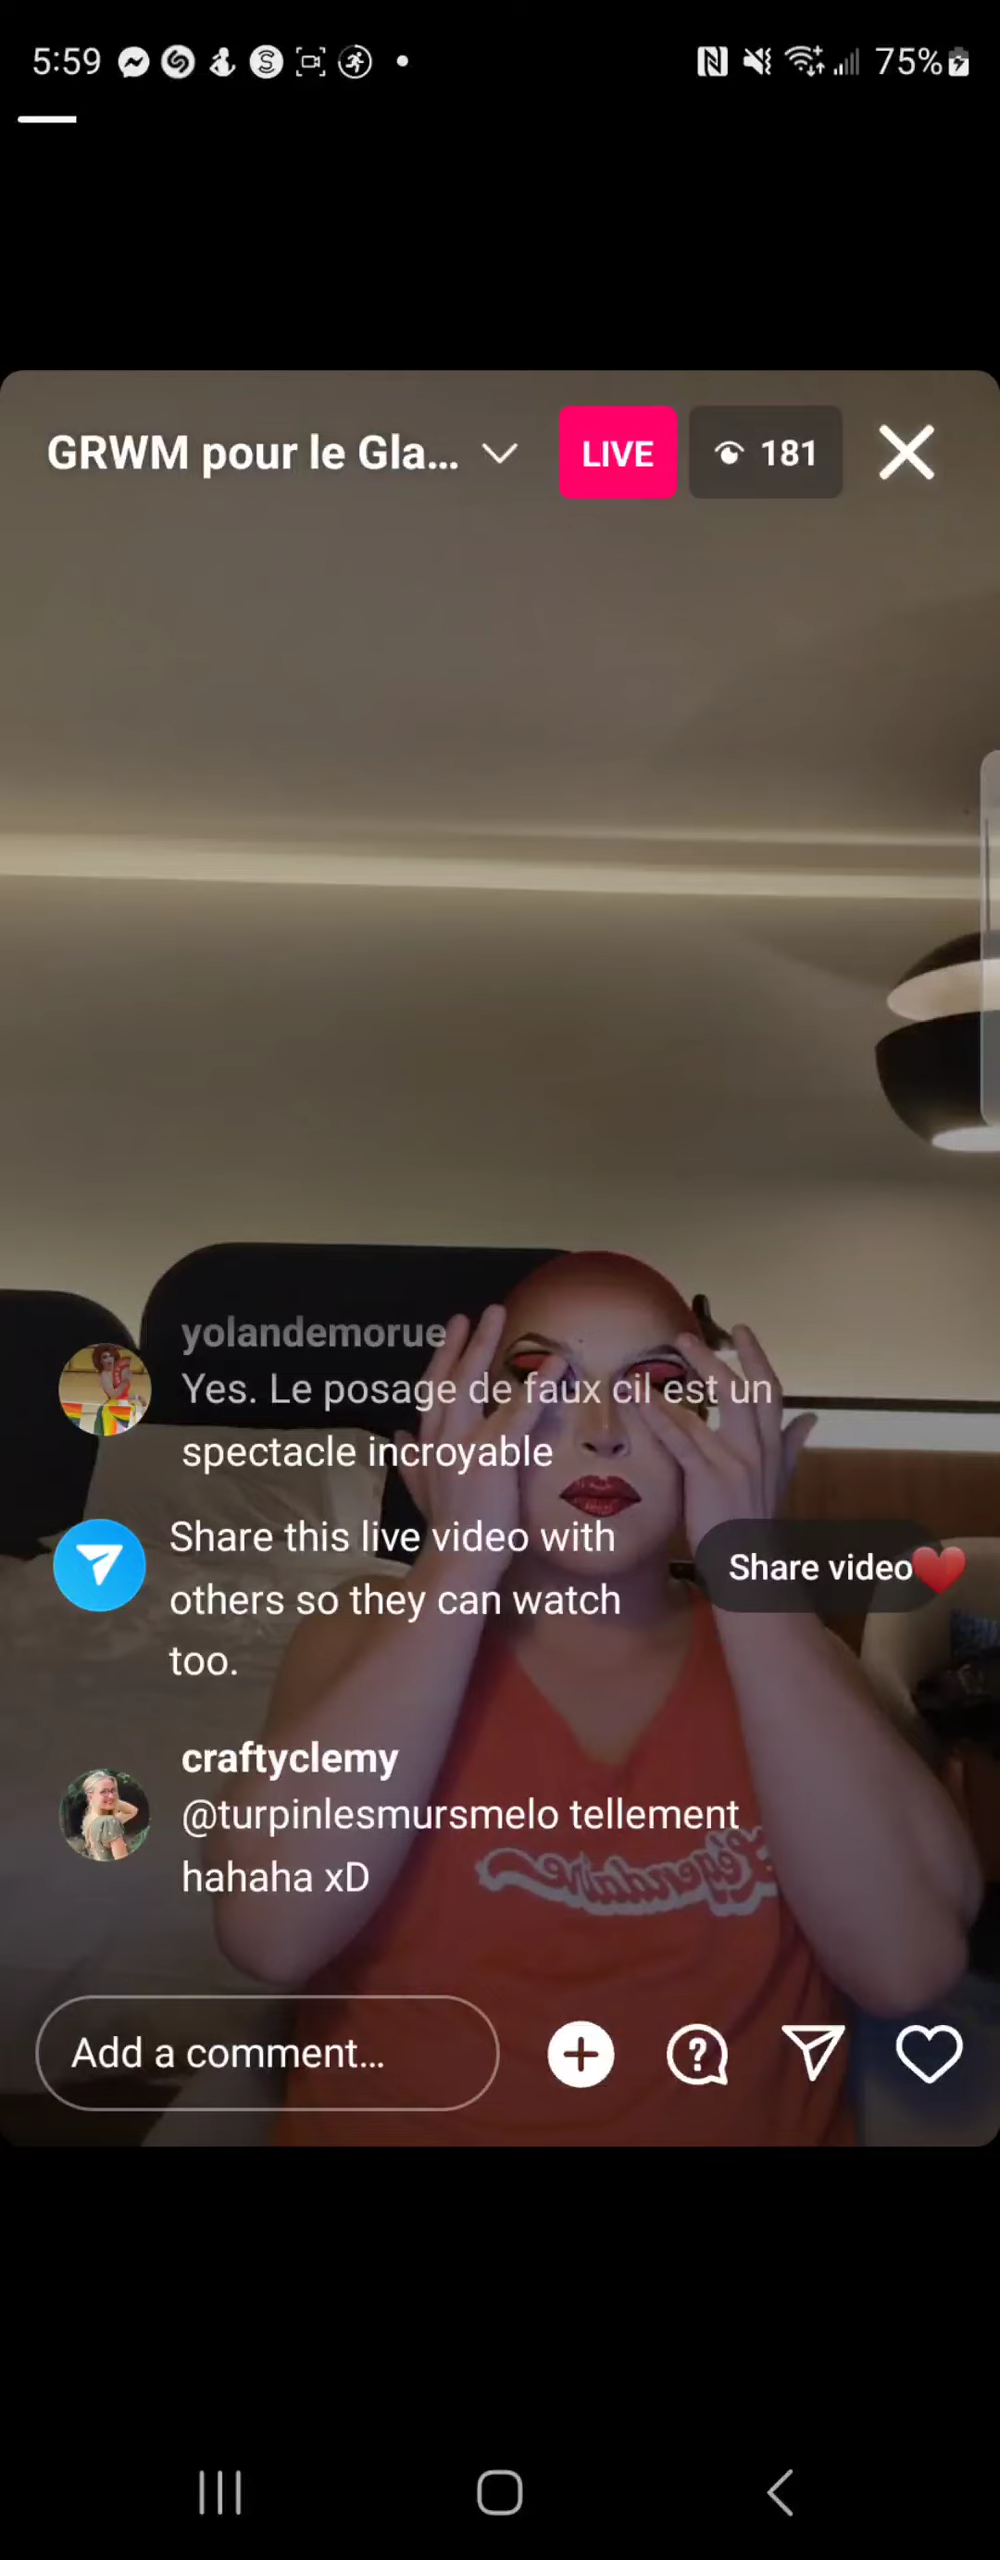 5:59
75%
GRWM pour le Gla...
LIVE
181
yolandemorue
Yes. Le posage de faux cil est un
spectacle incroyable
Share this live video with
others so they can watch
too.
Share video
craftyclemy
@turpinlesmursmelo tellement
hahaha xD
Légendaire
Add a comment...